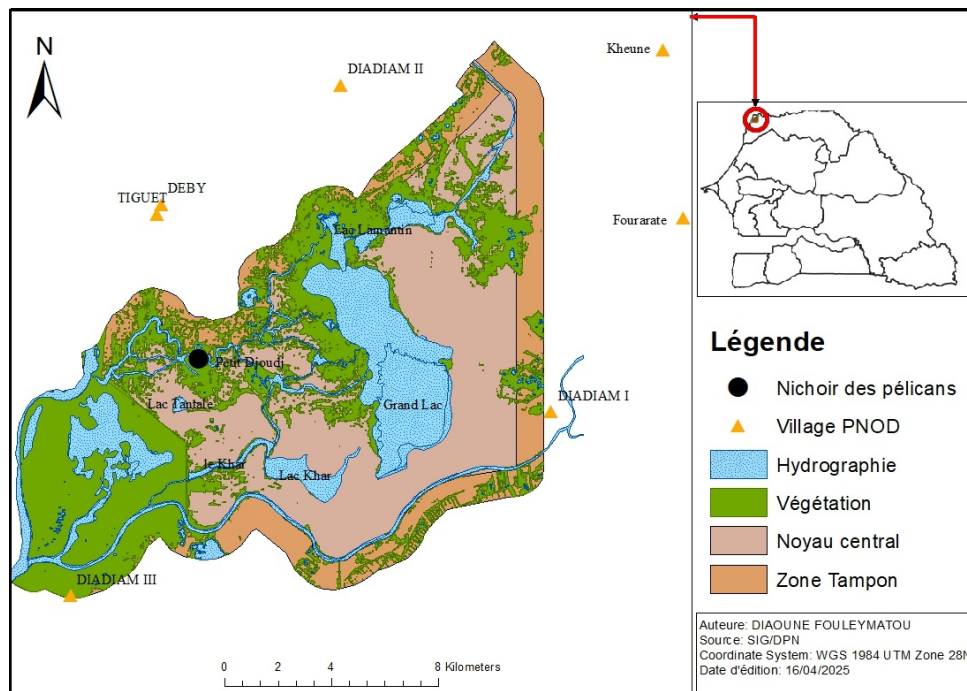 N
DIADIAM II
Kheune
DEBY
TIGUET
Fourarate
Lac Lamantin
Petit Djoudj
Lac Tantale
Grand Lac
DIADIAM I
le Khar
Lac Khar
DIADIAM III
0 2 4 8 Kilometers
Légende
Nichoir des pélicans
Village PNOD
Hydrographie
Végétation
Noyau central
Zone Tampon
Auteure: DIAOUNE FOULEYMATOU
Source: SIG/DPN
Coordinate System: WGS 1984 UTM Zone 28N
Date d'édition: 16/04/2025